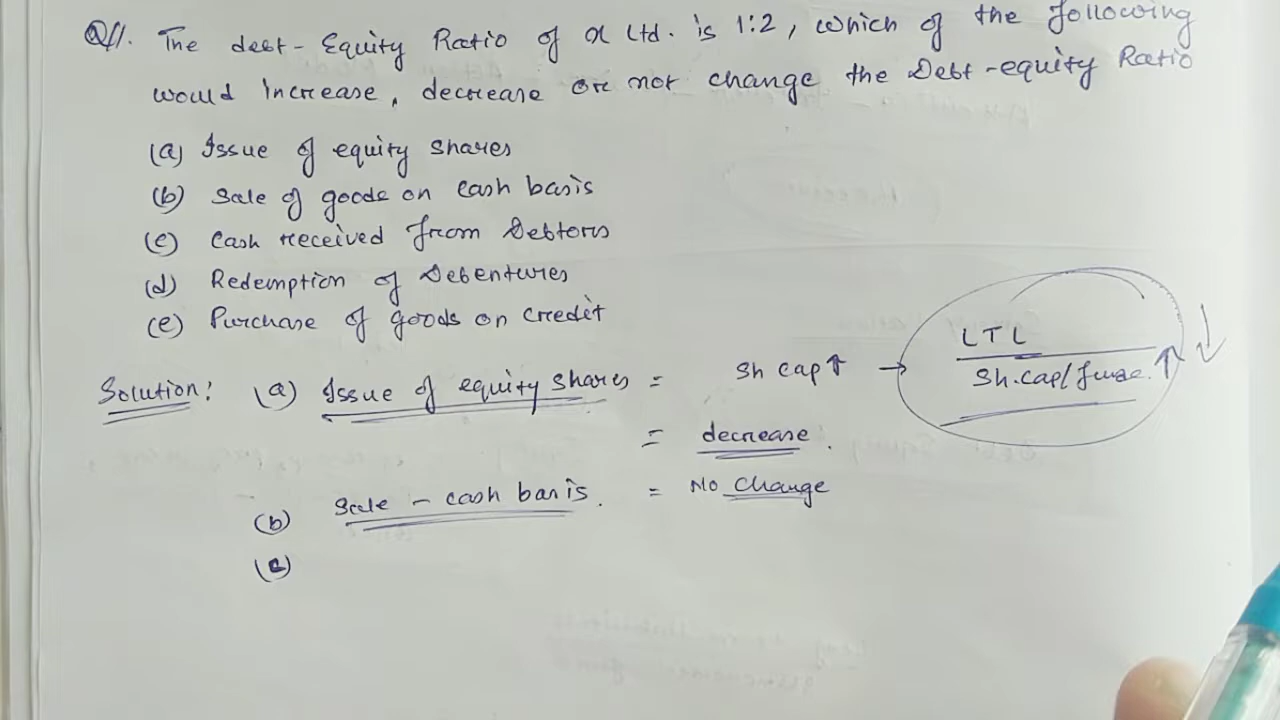 Q11. The debt- Equity Ratio of x Ltd. is 1:2, which of the following
would increase, decrease or not change the Debt-equity Ratio
(a) Issue of equity shares
(b) Sale of goods on cash basis
(c) Cash received from Debtors
(d) Redemption of Debentures
(e) Purchase of goods on credit
Solution: (a) Issue of equity shares = Sh cap↑ → LTL
Sh.cap/fund. ↑ ↓
= decrease.
(b) Sale - cash basis. = No change
(c)